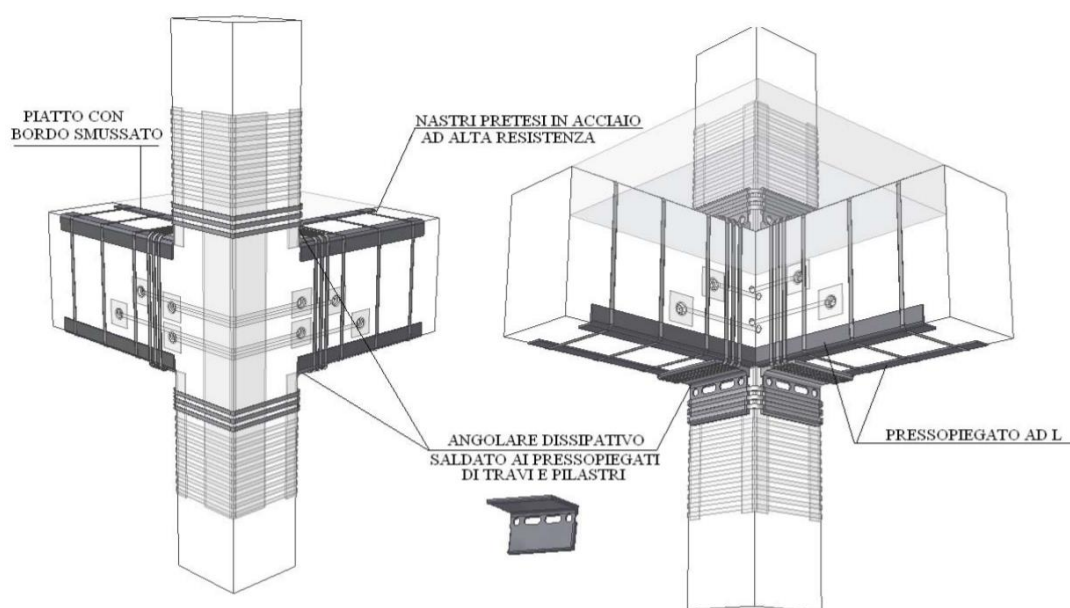 PIATTO CON
BORDO SMUSSATO
NASTRI PRETESI IN ACCIAIO
AD ALTA RESISTENZA
ANGOLARE DISSIPATIVO
SALDATO AI PRESSOPIEGATI
DI TRAVI E PILASTRI
PRESSOPIEGATO AD L